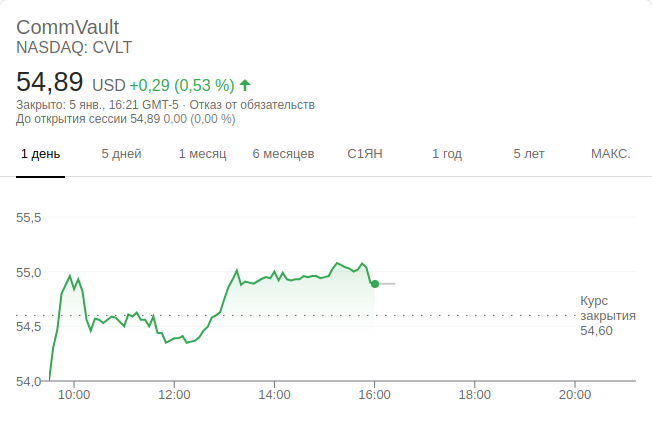 CommVault
NASDAQ: CVLT
54,89 USD +0,29 (0,53 %)
Закрыто: 5 янв., 16:21 GMT-5 · Отказ от обязательств
До открытия сессии 54,89 0,00 (0,00 %)
1 день 5 дней 1 месяц 6 месяцев С1ЯН 1 год 5 лет МАКС.
55,5
55,0
Курс
закрытия
54,60
54,5
54,0
10:00 12:00 14:00 16:00 18:00 20:00